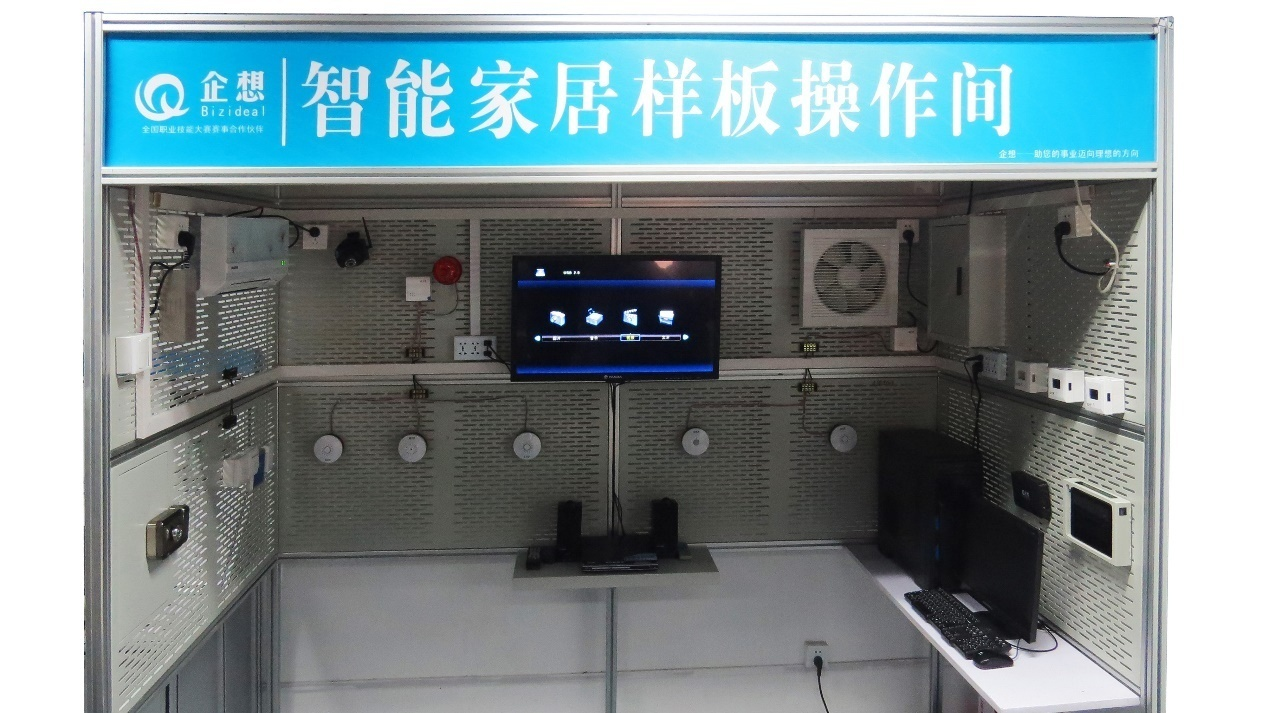 企想
Bizideal
全国职业技能大赛赛事合作伙伴
智能家居样板操作间
企想——助您的事业迈向理想的方向